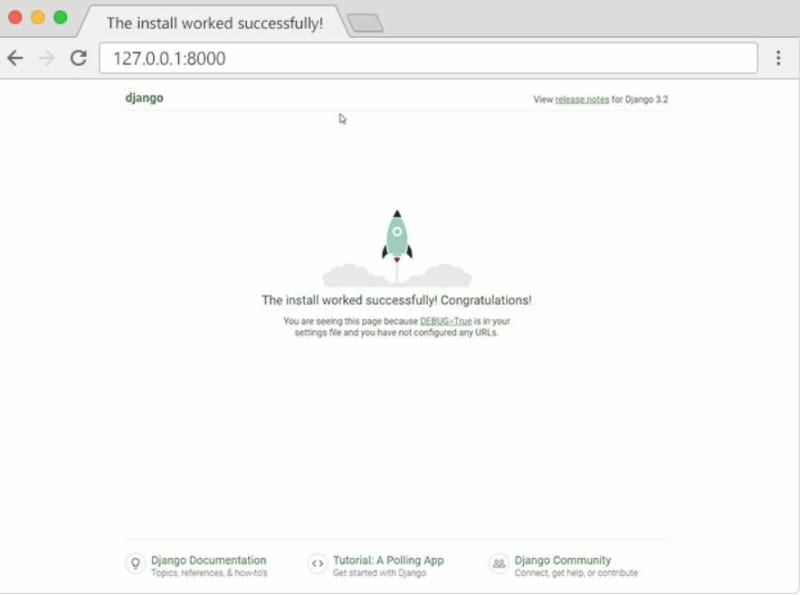 The install worked successfully!
127.0.0.1:8000
django
View release notes for Django 3.2
The install worked successfully! Congratulations!
You are seeing this page because DEBUG=True is in your
settings file and you have not configured any URLs.
Django Documentation
Topics, references, & how-to's
Tutorial: A Polling App
Get started with Django
Django Community
Connect, get help, or contribute